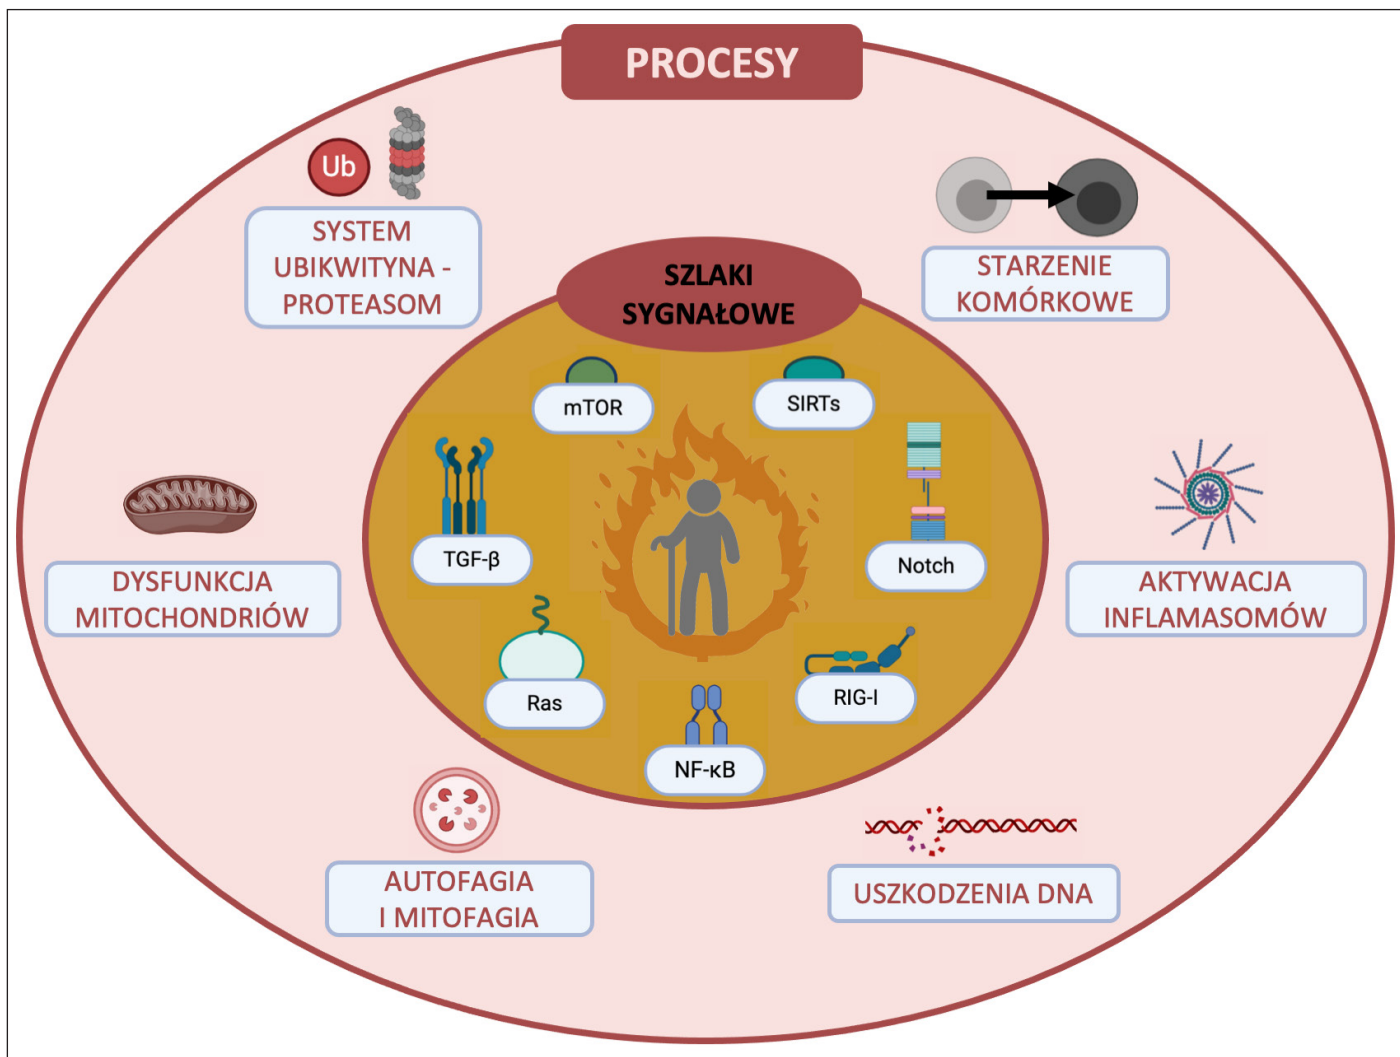 PROCESY
Ub
SYSTEM
UBIKWITYNA -
PROTEASOM
STARZENIE
KOMÓRKOWE
SZLAKI
SYGNAŁOWE
mTOR
SIRTs
TGF-β
Notch
Ras
RIG-I
NF-κB
DYSFUNKCJA
MITOCHONDRIÓW
AKTYWACJA
INFLAMASOMÓW
AUTOFAGIA
I MITOFAGIA
USZKODZENIA DNA